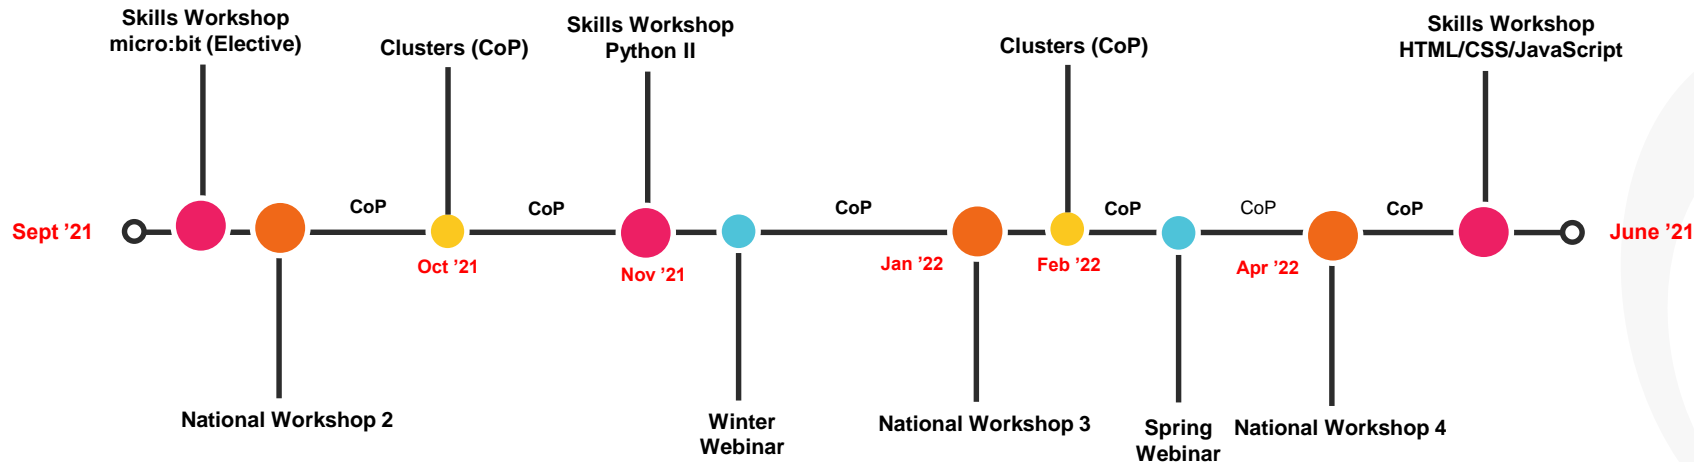 Skills Workshop
micro:bit (Elective)
Clusters (CoP)
Skills Workshop
Python II
Clusters (CoP)
Skills Workshop
HTML/CSS/JavaScript
Sept ’21
CoP
CoP
CoP
CoP
CoP
CoP
June ’21
Oct ’21
Nov ’21
Jan ’22
Feb ’22
Apr ’22
National Workshop 2
Winter
Webinar
National Workshop 3
Spring
Webinar
National Workshop 4